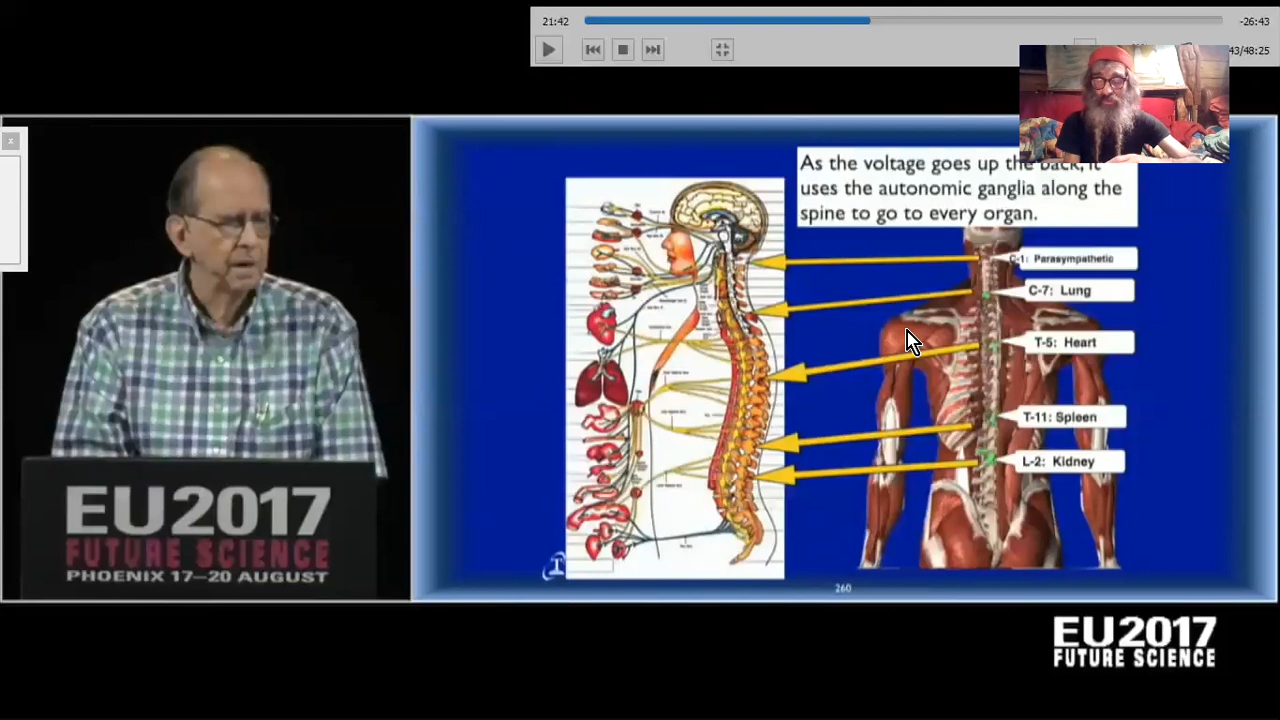 21:42
-26:43
43/48:25
x
As the voltage goes up the back, it
uses the autonomic ganglia along the
spine to go to every organ.
C-1: Parasympathetic
C-7: Lung
T-5: Heart
T-11: Spleen
L-2: Kidney
260
EU2017
FUTURE SCIENCE
PHOENIX 17–20 AUGUST
EU2017
FUTURE SCIENCE